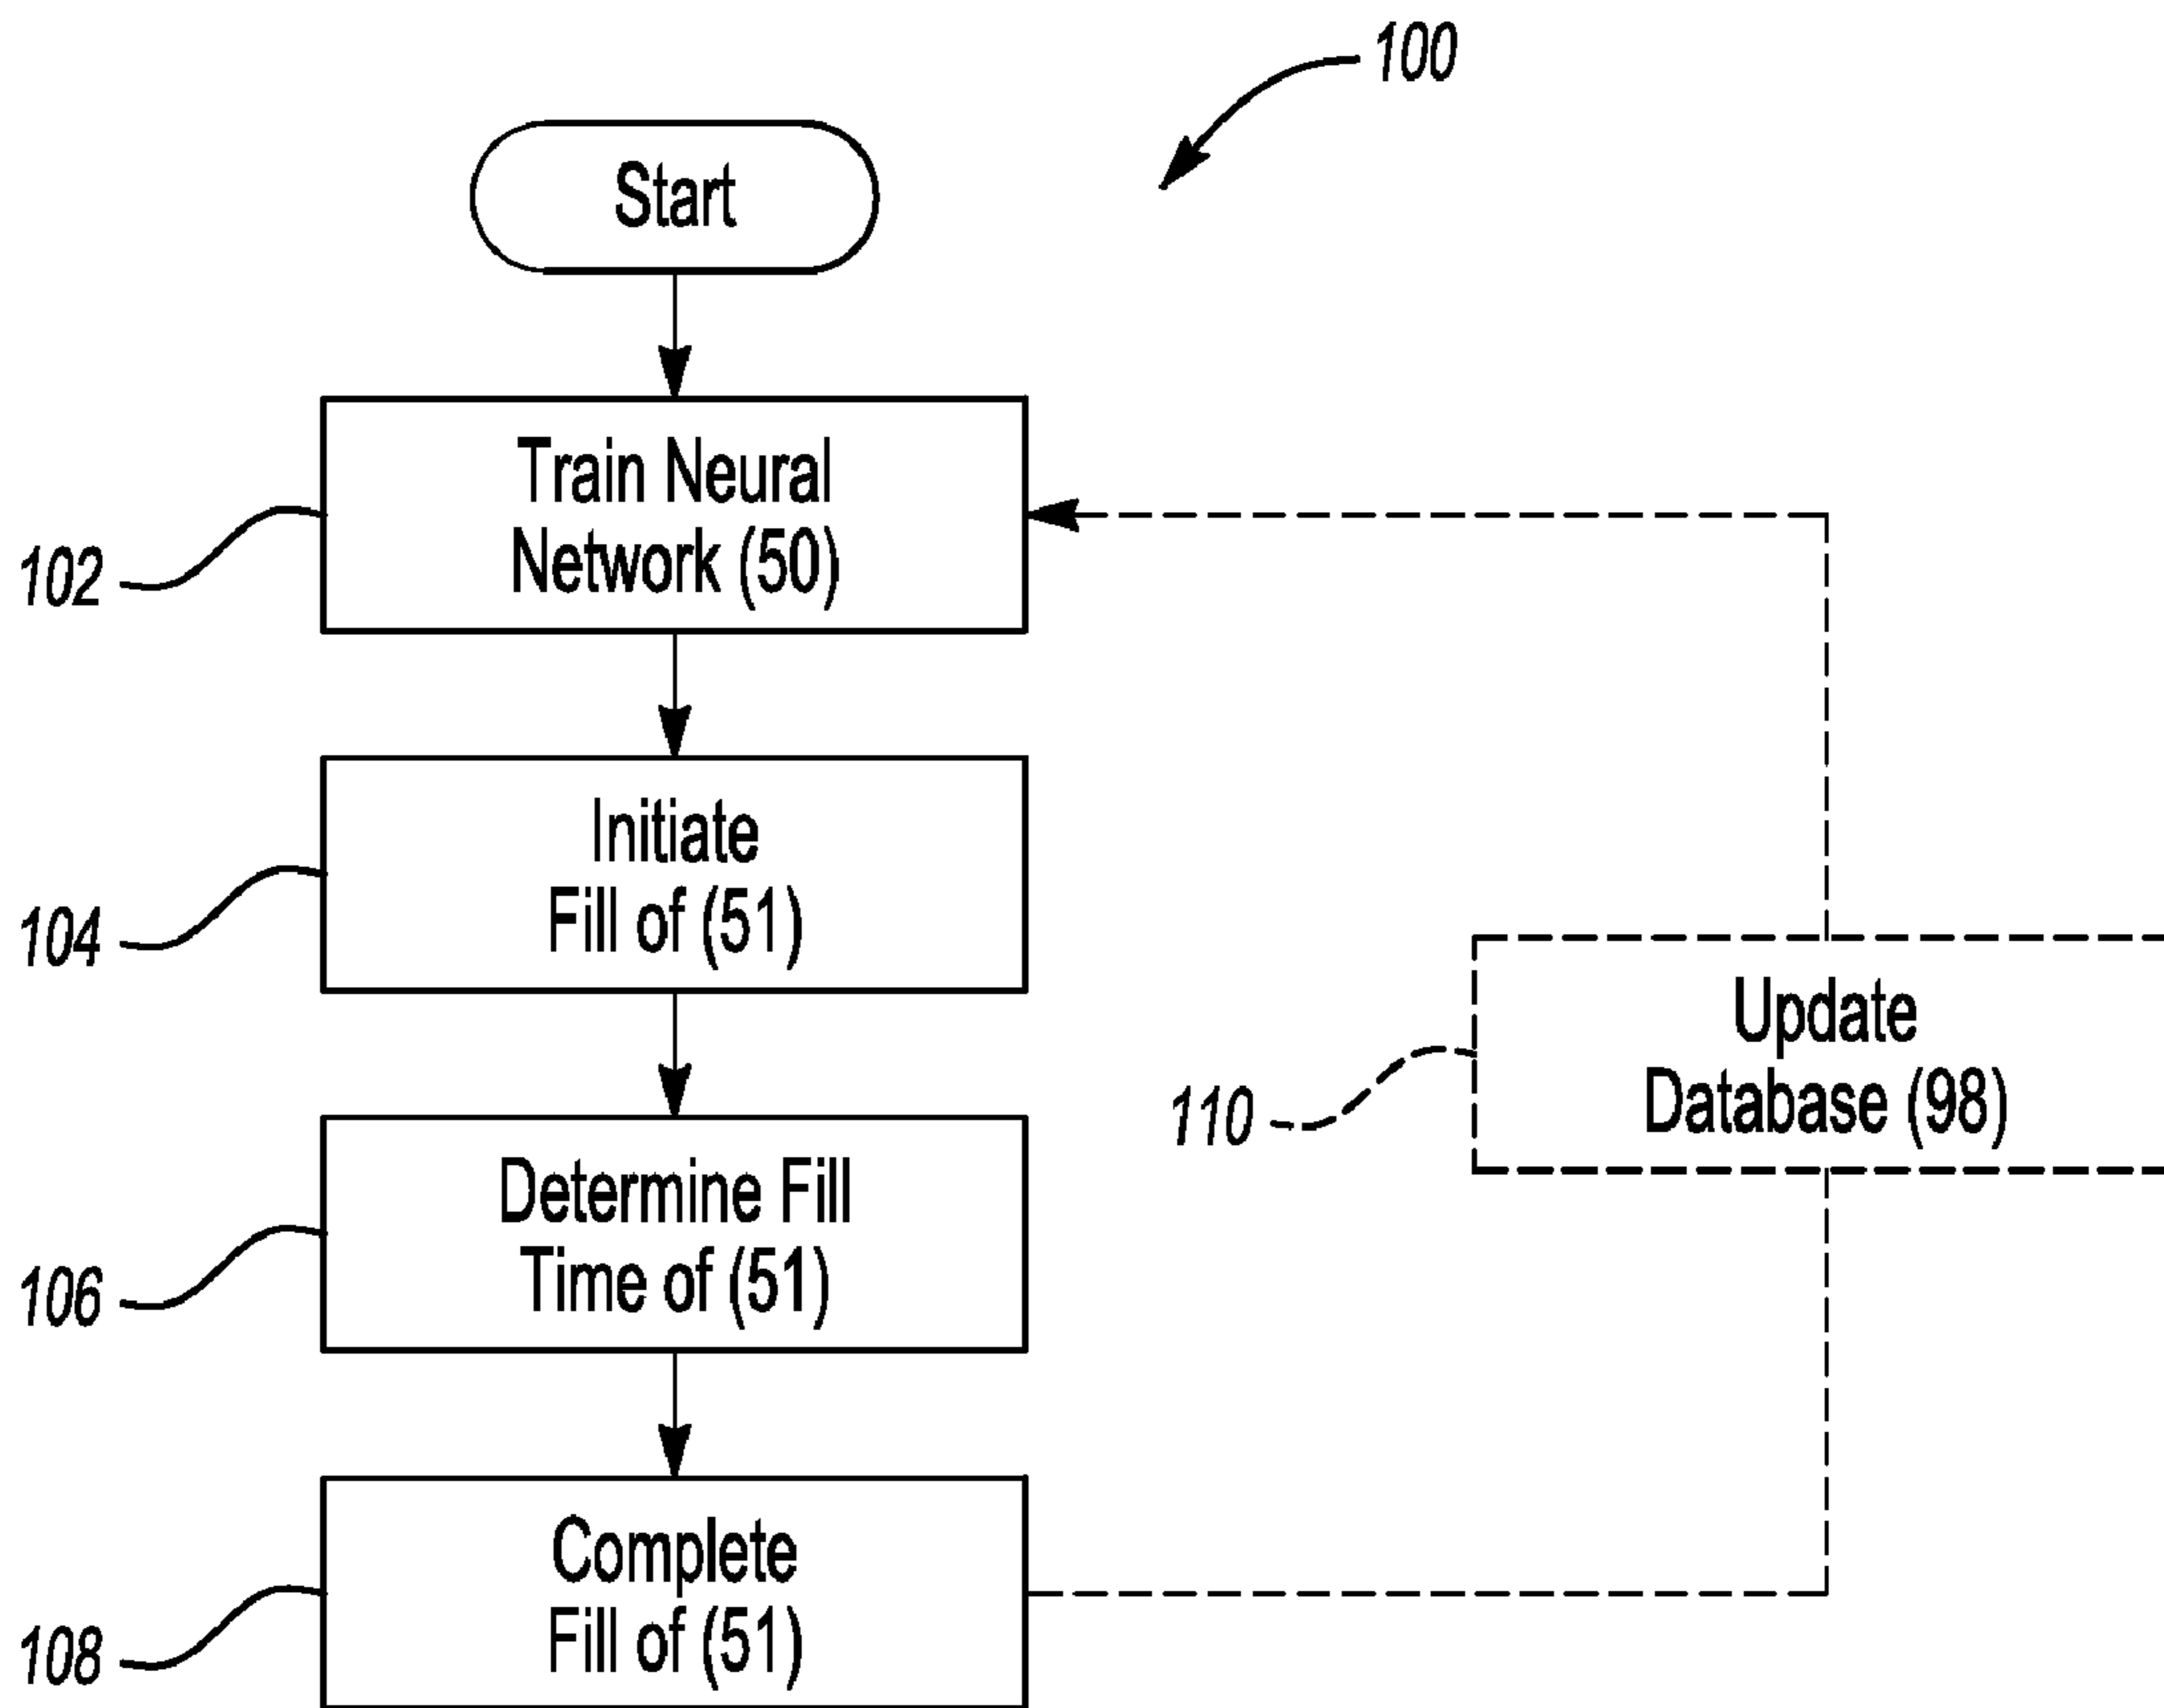 100
Start
Train Neural
Network (50)
102
Initiate
Fill of (51)
104
Update
Database (98)
110
Determine Fill
Time of (51)
106
Complete
Fill of (51)
108